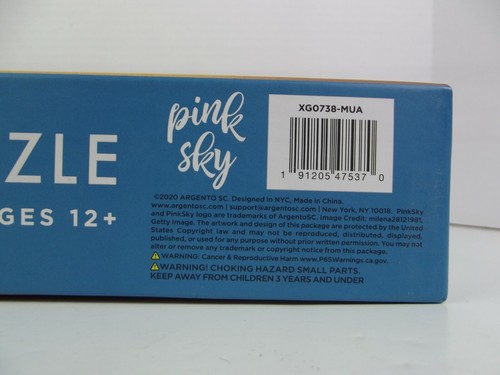 ZLE
GES 12+
pink
sky
XG0738-MUA
1 91205 47537 0
©2020 ARGENTO SC. Designed in NYC, Made in China.
www.argentosc.com | support@argentosc.com | New York, NY 10018. PinkSky
and PinkSky logo are trademarks of ArgentoSC. Image Credit: milena28121981,
Getty Image. The artwork and design of this package are protected by the United
States Copyright law and may not be reproduced, distributed, displayed,
published, or used for any purpose without prior written permission. You may not
alter or remove any trademark or copyright notice from this package.
WARNING: Cancer & Reproductive Harm www.P65Warnings.ca.gov.
WARNING! CHOKING HAZARD SMALL PARTS.
KEEP AWAY FROM CHILDREN 3 YEARS AND UNDER